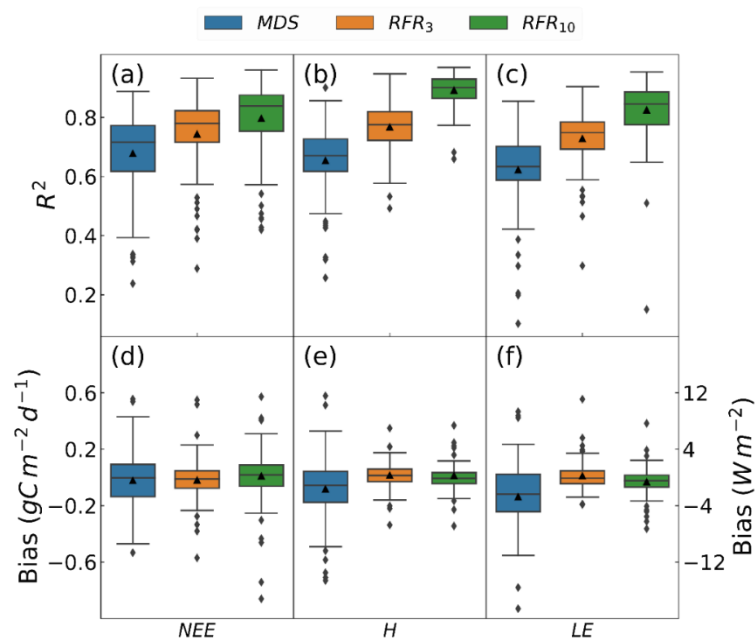 MDS RFR₃ RFR₁₀
(a) (b) (c)
0.8
0.6
0.4
0.2
R²
(d) (e) (f)
0.6 12
0.2 4
−0.2 −4
−0.6 −12
Bias (gC m⁻² d⁻¹)
Bias (W m⁻²)
NEE H LE